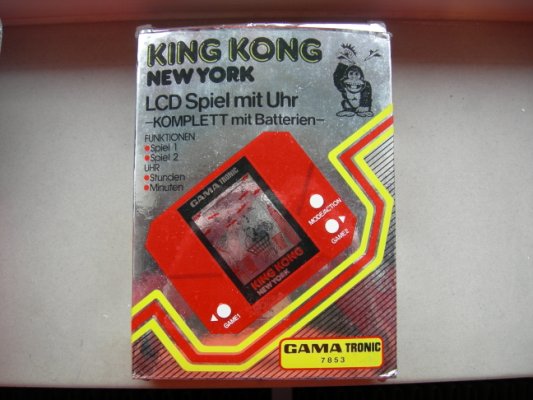 KING KONG
NEW YORK
LCD Spiel mit Uhr
-KOMPLETT mit Batterien-
FUNKTIONEN
Spiel 1
Spiel 2
UHR
Stunden
Minuten
GAMA TRONIC
MODE/ACTION
GAME2
KING KONG
NEW YORK
GAME1
GAMA TRONIC
7853